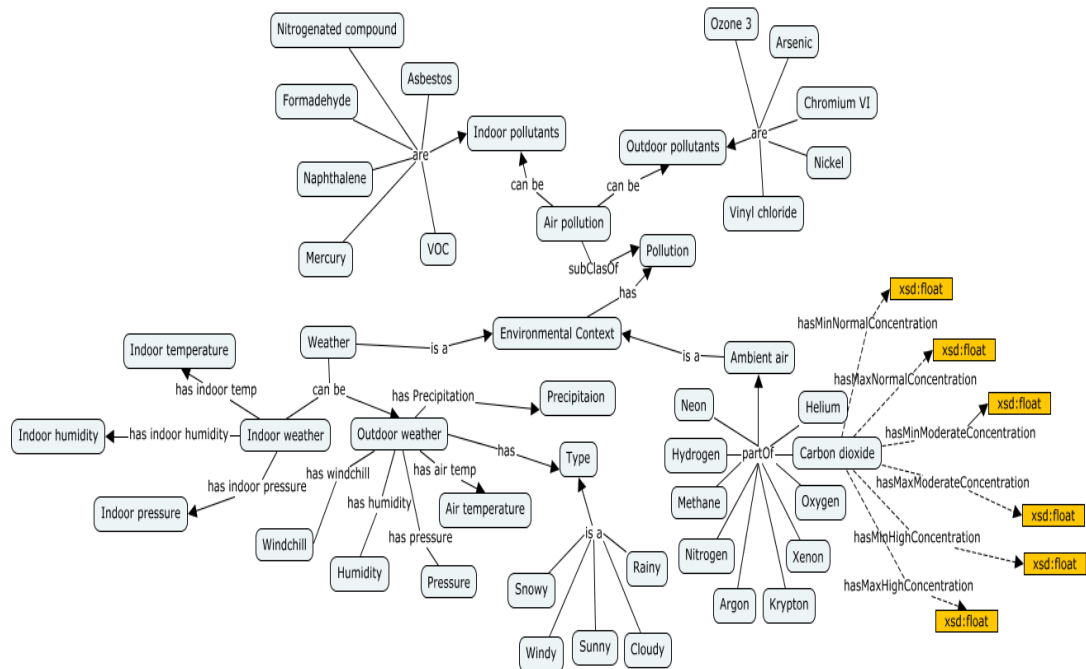 Nitrogenated compound
Ozone 3
Arsenic
Asbestos
Formadehyde
Chromium VI
Indoor pollutants
Outdoor pollutants
are
are
Nickel
Naphthalene
can be
can be
Vinyl chloride
Air pollution
Mercury
VOC
Pollution
subClasOf
has
xsd:float
hasMinNormalConcentration
Weather
Environmental Context
is a
is a
Ambient air
Indoor temperature
xsd:float
hasMaxNormalConcentration
has indoor temp
can be
has Precipitation
Precipitaion
Neon
Helium
xsd:float
hasMinModerateConcentration
Indoor humidity
has indoor humidity
Indoor weather
Outdoor weather
has
Type
Hydrogen
partOf
Carbon dioxide
has windchill
has air temp
has indoor pressure
has humidity
hasMaxModerateConcentration
Methane
Oxygen
Indoor pressure
Air temperature
xsd:float
Windchill
has pressure
is a
hasMinHighConcentration
Nitrogen
Xenon
xsd:float
Humidity
Pressure
Snowy
Rainy
hasMaxHighConcentration
Argon
Krypton
xsd:float
Windy
Sunny
Cloudy